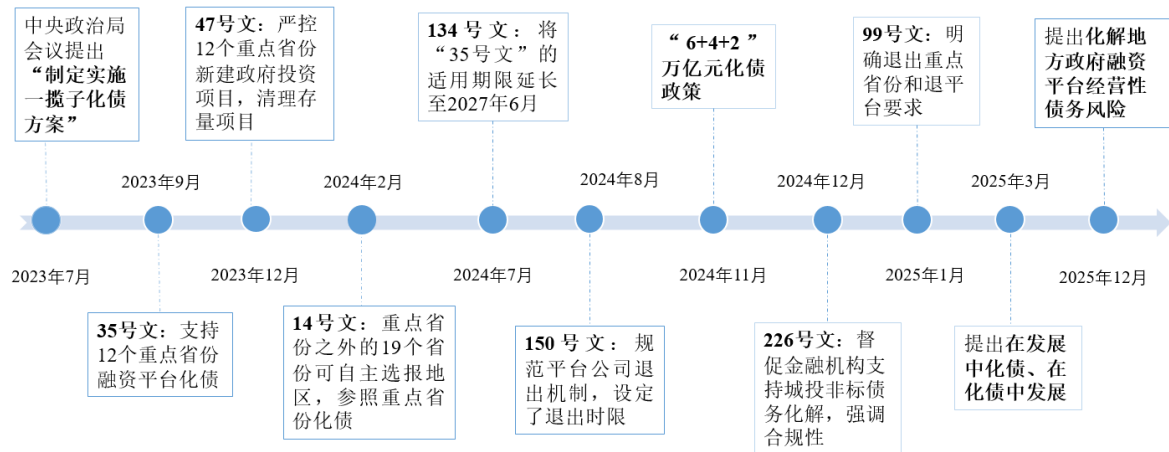 中央政治局
会议提出
“制定实施
一揽子化债
方案”
47号文：严控
12个重点省份
新建政府投资
项目，清理存
量项目
134号文：将
“35号文”的
适用期限延长
至2027年6月
“6+4+2”
万亿元化债
政策
99号文：明
确退出重点
省份和退平
台要求
提出化解地
方政府融资
平台经营性
债务风险
2023年9月
2024年2月
2024年8月
2024年12月
2025年3月
2023年7月
2023年12月
2024年7月
2024年11月
2025年1月
2025年12月
35号文：支持
12个重点省份
融资平台化债
14号文：重点省
份之外的19个省
份可自主选报地
区，参照重点省
份化债
150号文：规
范平台公司退
出机制，设定
了退出时限
226号文：督
促金融机构支
持城投非标债
务化解，强调
合规性
提出在发展
中化债、在
化债中发展